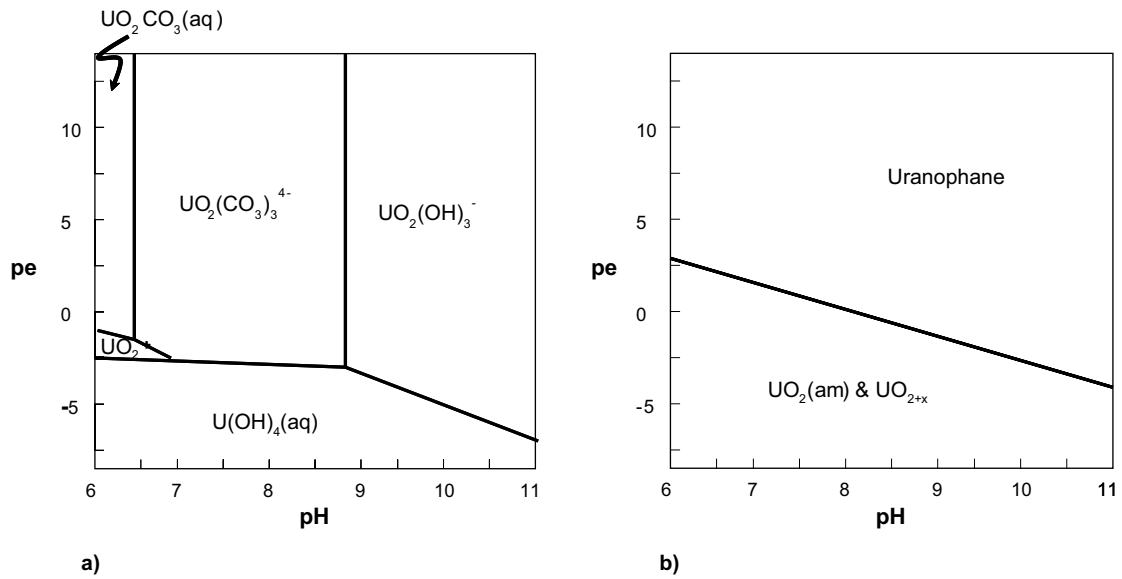 UO₂CO₃(aq)
10
5
0
-5
pe
UO₂(CO₃)₃⁴⁻
UO₂(OH)₃⁻
UO₂⁺
U(OH)₄(aq)
6 7 8 9 10 11
pH
a)
10
5
0
-5
pe
Uranophane
UO₂(am) & UO₂₊ₓ
6 7 8 9 10 11
pH
b)